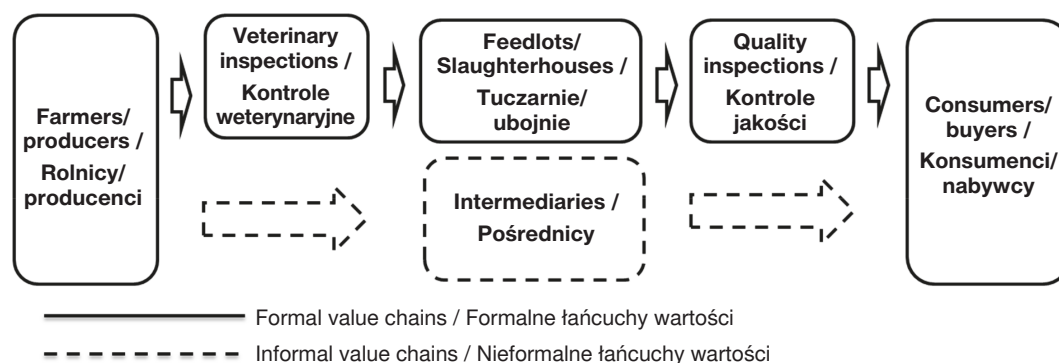 Farmers/
producers /
Rolnicy/
producenci
Veterinary
inspections /
Kontrole
weterynaryjne
Feedlots/
Slaughterhouses /
Tuczarnie/
ubojnie
Quality
inspections /
Kontrole
jakości
Consumers/
buyers /
Konsumenci/
nabywcy
Intermediaries /
Pośrednicy
Formal value chains / Formalne łańcuchy wartości
Informal value chains / Nieformalne łańcuchy wartości